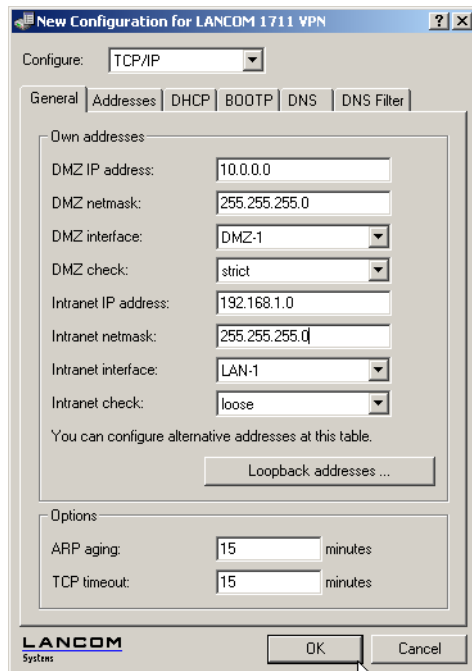 New Configuration for LANCOM 1711 VPN
Configure: TCP/IP
General Addresses DHCP BOOTP DNS DNS Filter
Own addresses
DMZ IP address: 10.0.0.0
DMZ netmask: 255.255.255.0
DMZ interface: DMZ-1
DMZ check: strict
Intranet IP address: 192.168.1.0
Intranet netmask: 255.255.255.0
Intranet interface: LAN-1
Intranet check: loose
You can configure alternative addresses at this table.
Loopback addresses ...
Options
ARP aging: 15 minutes
TCP timeout: 15 minutes
LANCOM
Systems
OK Cancel